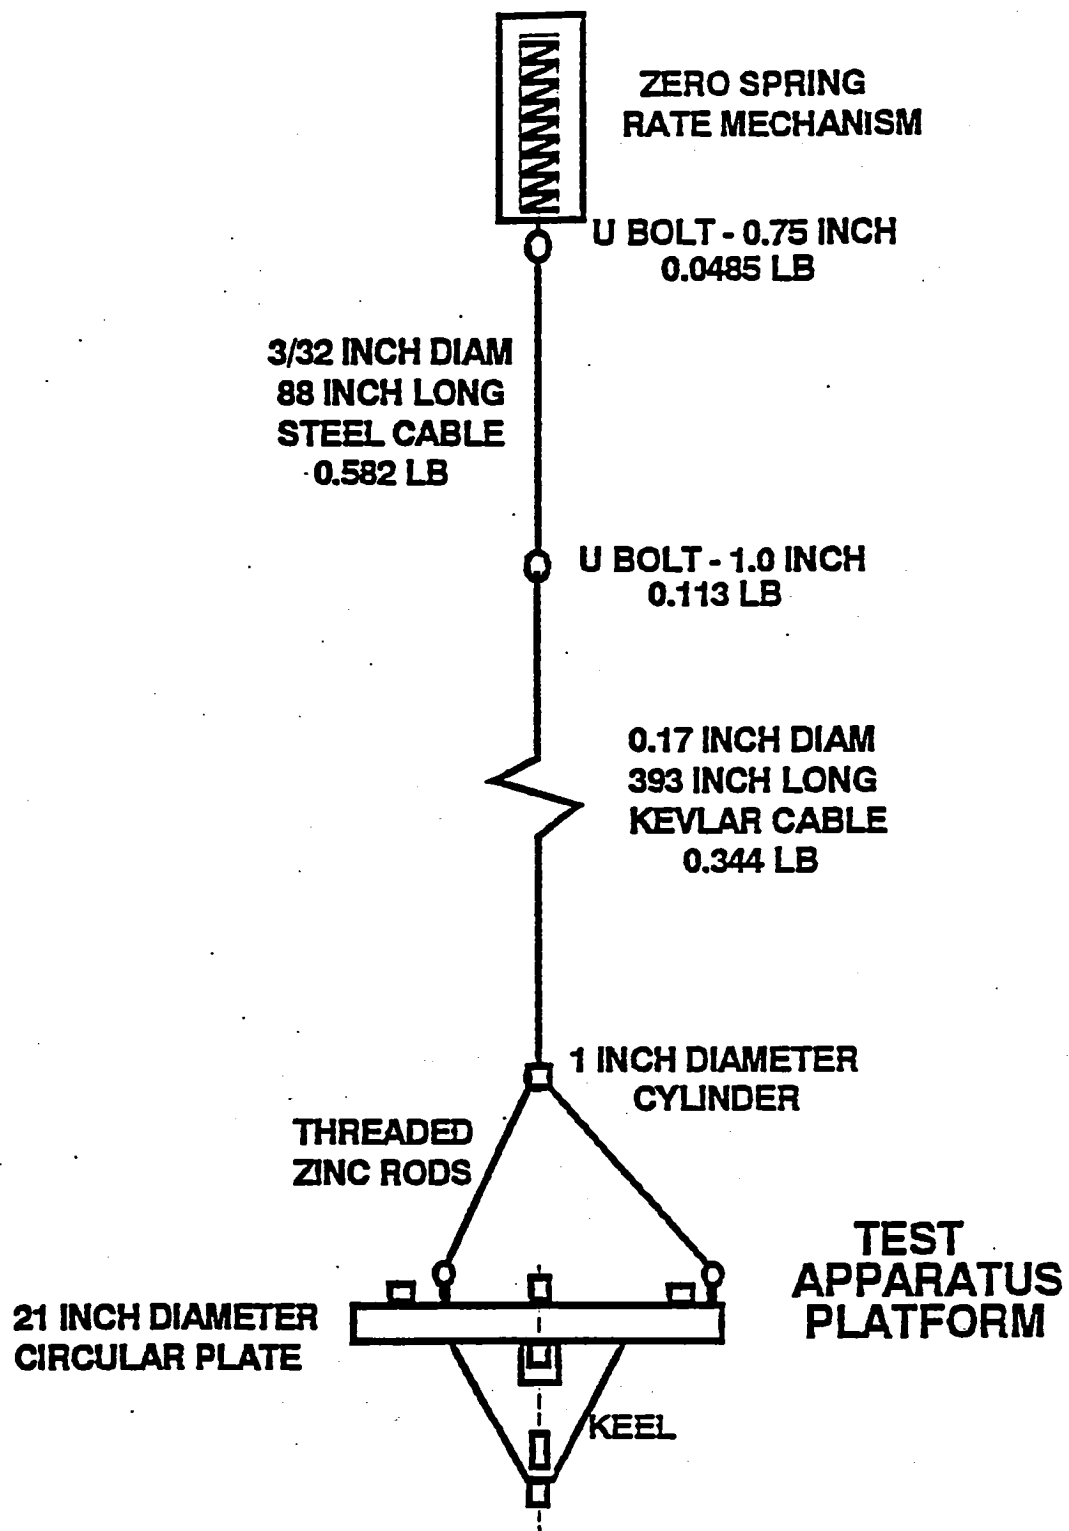 ZERO SPRING
RATE MECHANISM
U BOLT - 0.75 INCH
0.0485 LB
3/32 INCH DIAM
88 INCH LONG
STEEL CABLE
0.582 LB
U BOLT - 1.0 INCH
0.113 LB
0.17 INCH DIAM
393 INCH LONG
KEVLAR CABLE
0.344 LB
1 INCH DIAMETER
CYLINDER
THREADED
ZINC RODS
TEST
APPARATUS
PLATFORM
21 INCH DIAMETER
CIRCULAR PLATE
KEEL